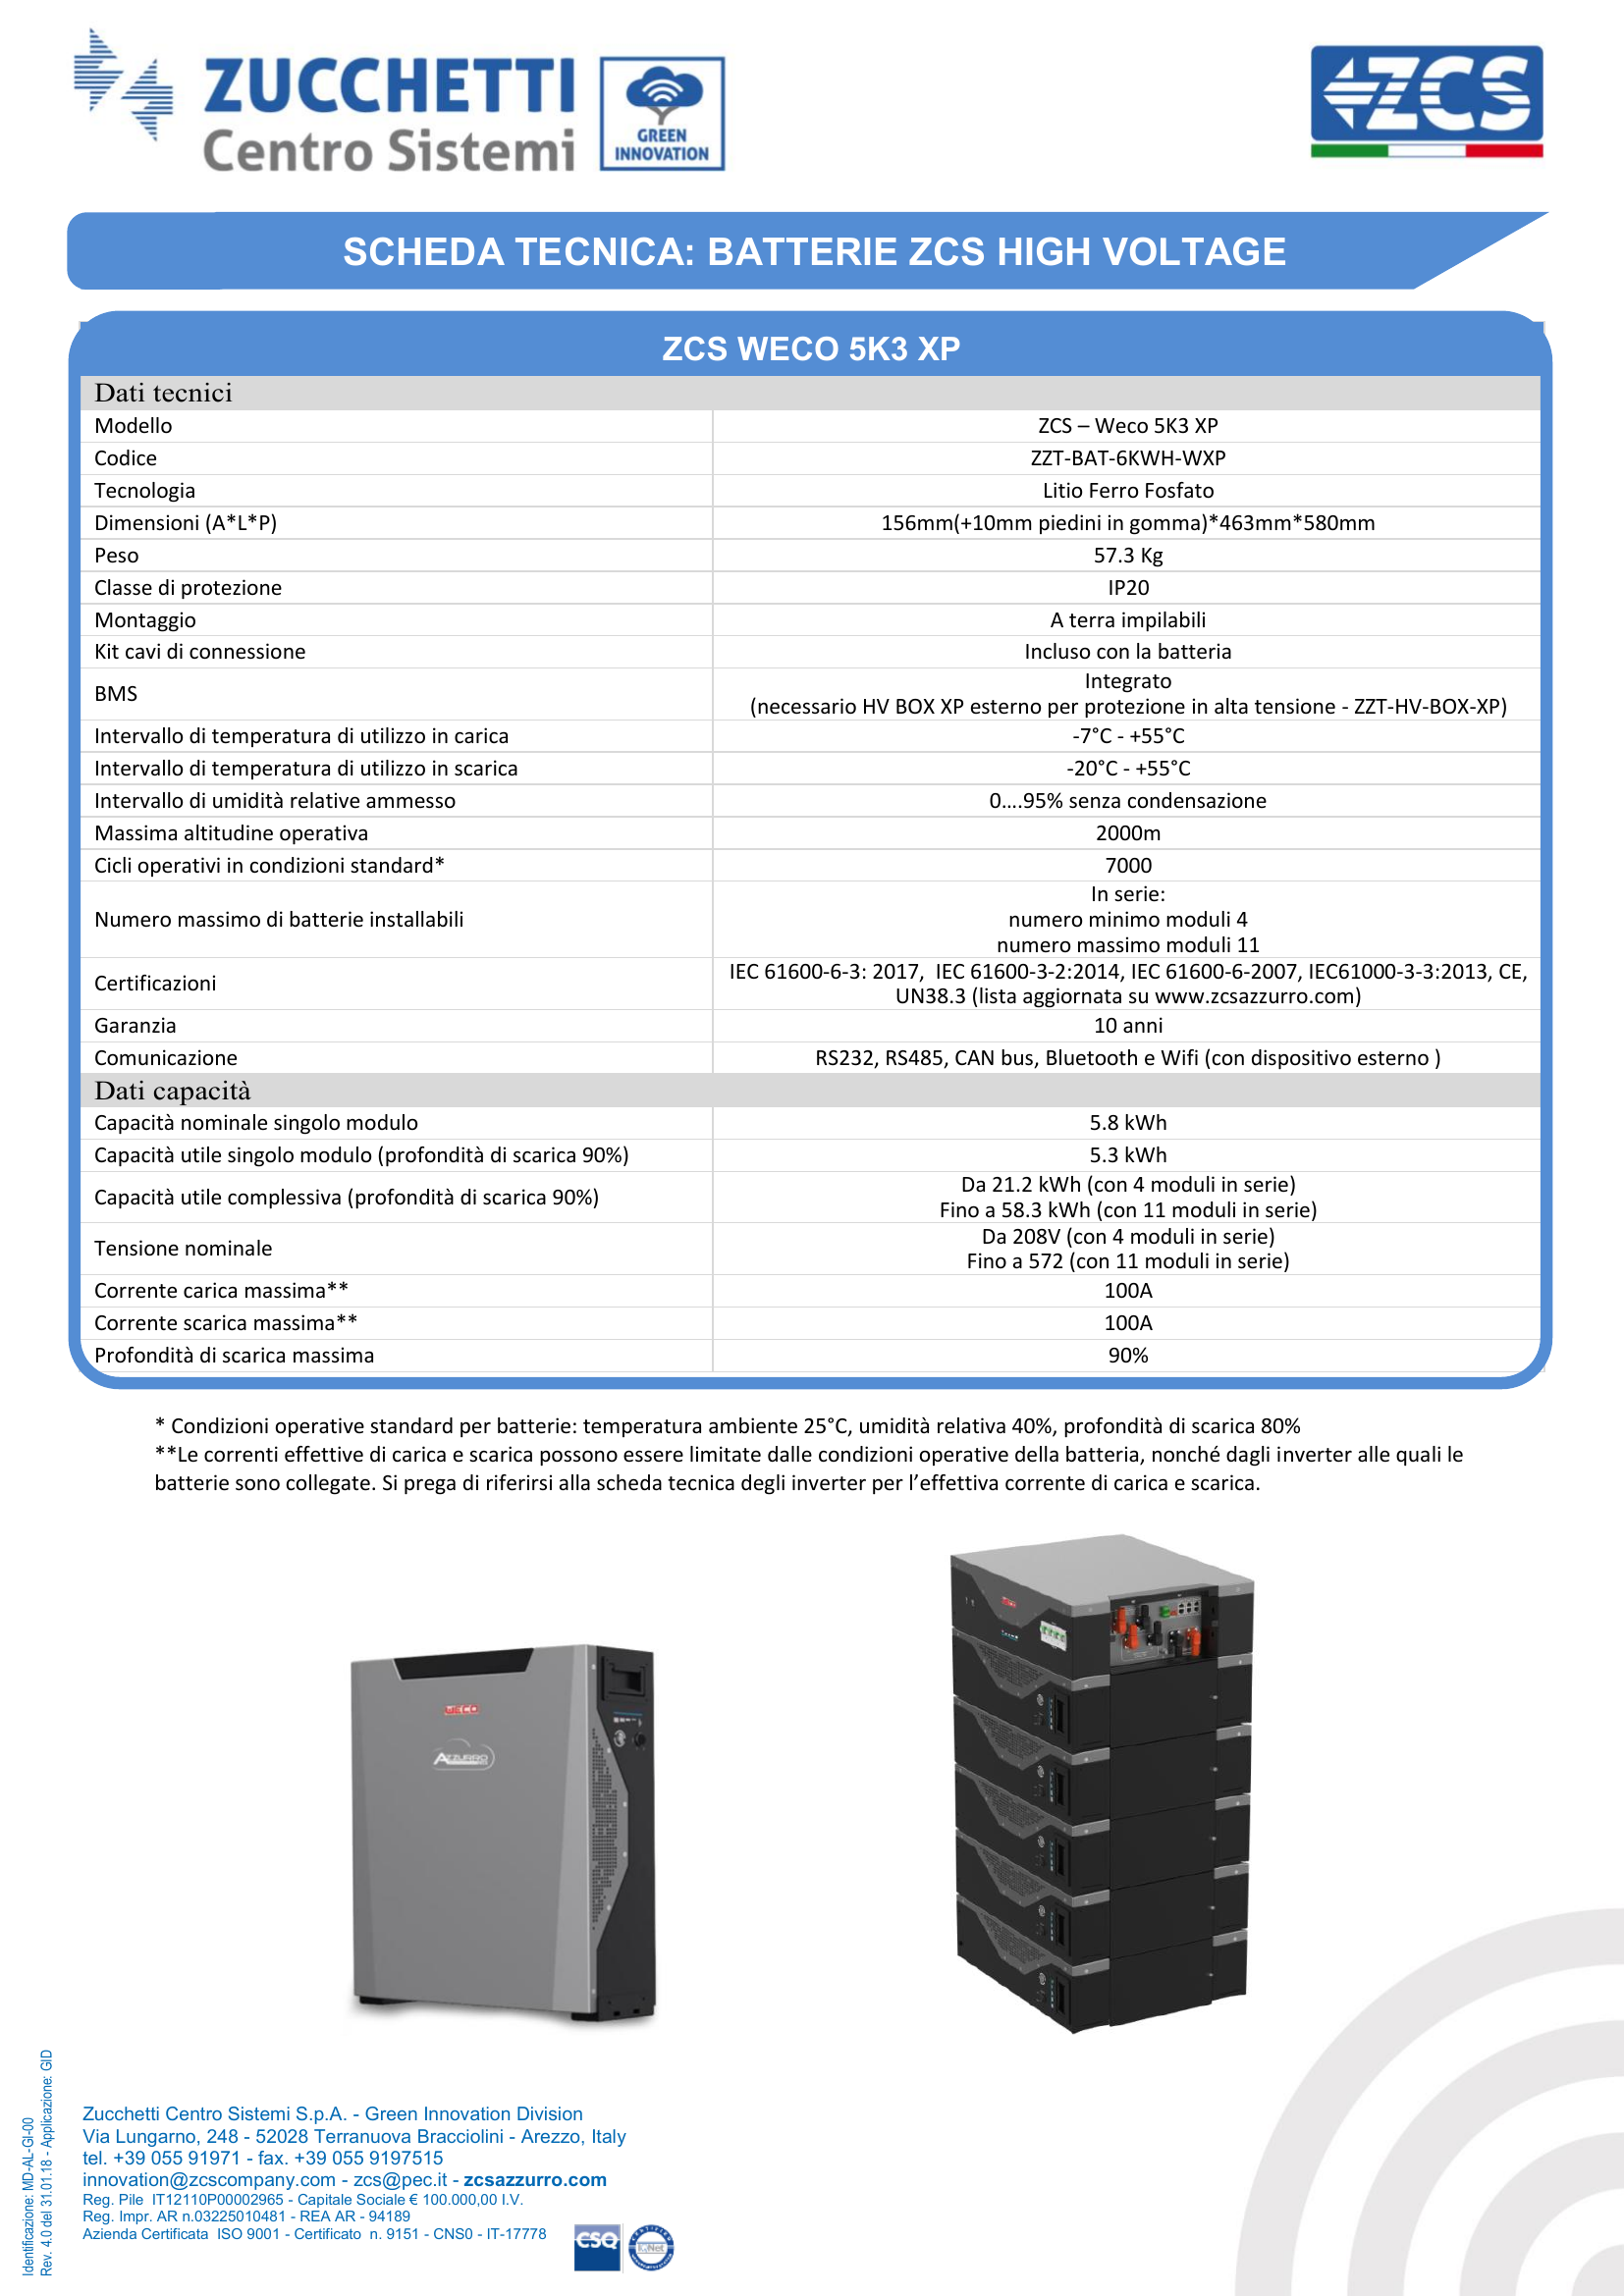 ZUCCHETTI
Centro Sistemi
GREEN
INNOVATION
ZCS
SCHEDA TECNICA: BATTERIE ZCS HIGH VOLTAGE
ZCS WECO 5K3 XP
Dati tecnici
Modello ZCS – Weco 5K3 XP
Codice ZZT-BAT-6KWH-WXP
Tecnologia Litio Ferro Fosfato
Dimensioni (A*L*P) 156mm(+10mm piedini in gomma)*463mm*580mm
Peso 57.3 Kg
Classe di protezione IP20
Montaggio A terra impilabili
Kit cavi di connessione Incluso con la batteria
BMS Integrato
(necessario HV BOX XP esterno per protezione in alta tensione - ZZT-HV-BOX-XP)
Intervallo di temperatura di utilizzo in carica -7°C - +55°C
Intervallo di temperatura di utilizzo in scarica -20°C - +55°C
Intervallo di umidità relative ammesso 0....95% senza condensazione
Massima altitudine operativa 2000m
Cicli operativi in condizioni standard* 7000
Numero massimo di batterie installabili In serie:
numero minimo moduli 4
numero massimo moduli 11
Certificazioni IEC 61600-6-3: 2017, IEC 61600-3-2:2014, IEC 61600-6-2007, IEC61000-3-3:2013, CE,
UN38.3 (lista aggiornata su www.zcsazzurro.com)
Garanzia 10 anni
Comunicazione RS232, RS485, CAN bus, Bluetooth e Wifi (con dispositivo esterno )
Dati capacità
Capacità nominale singolo modulo 5.8 kWh
Capacità utile singolo modulo (profondità di scarica 90%) 5.3 kWh
Capacità utile complessiva (profondità di scarica 90%) Da 21.2 kWh (con 4 moduli in serie)
Fino a 58.3 kWh (con 11 moduli in serie)
Tensione nominale Da 208V (con 4 moduli in serie)
Fino a 572 (con 11 moduli in serie)
Corrente carica massima** 100A
Corrente scarica massima** 100A
Profondità di scarica massima 90%
* Condizioni operative standard per batterie: temperatura ambiente 25°C, umidità relativa 40%, profondità di scarica 80%
**Le correnti effettive di carica e scarica possono essere limitate dalle condizioni operative della batteria, nonché dagli inverter alle quali le
batterie sono collegate. Si prega di riferirsi alla scheda tecnica degli inverter per l’effettiva corrente di carica e scarica.
WECO
AZZURRO
Identificazione: MD-AL-GI-00
Rev. 4.0 del 31.01.18 - Applicazione: GID
Zucchetti Centro Sistemi S.p.A. - Green Innovation Division
Via Lungarno, 248 - 52028 Terranuova Bracciolini - Arezzo, Italy
tel. +39 055 91971 - fax. +39 055 9197515
innovation@zcscompany.com - zcs@pec.it - zcsazzurro.com
Reg. Pile IT12110P00002965 - Capitale Sociale € 100.000,00 I.V.
Reg. Impr. AR n.03225010481 - REA AR - 94189
Azienda Certificata ISO 9001 - Certificato n. 9151 - CNS0 - IT-17778
CSQ